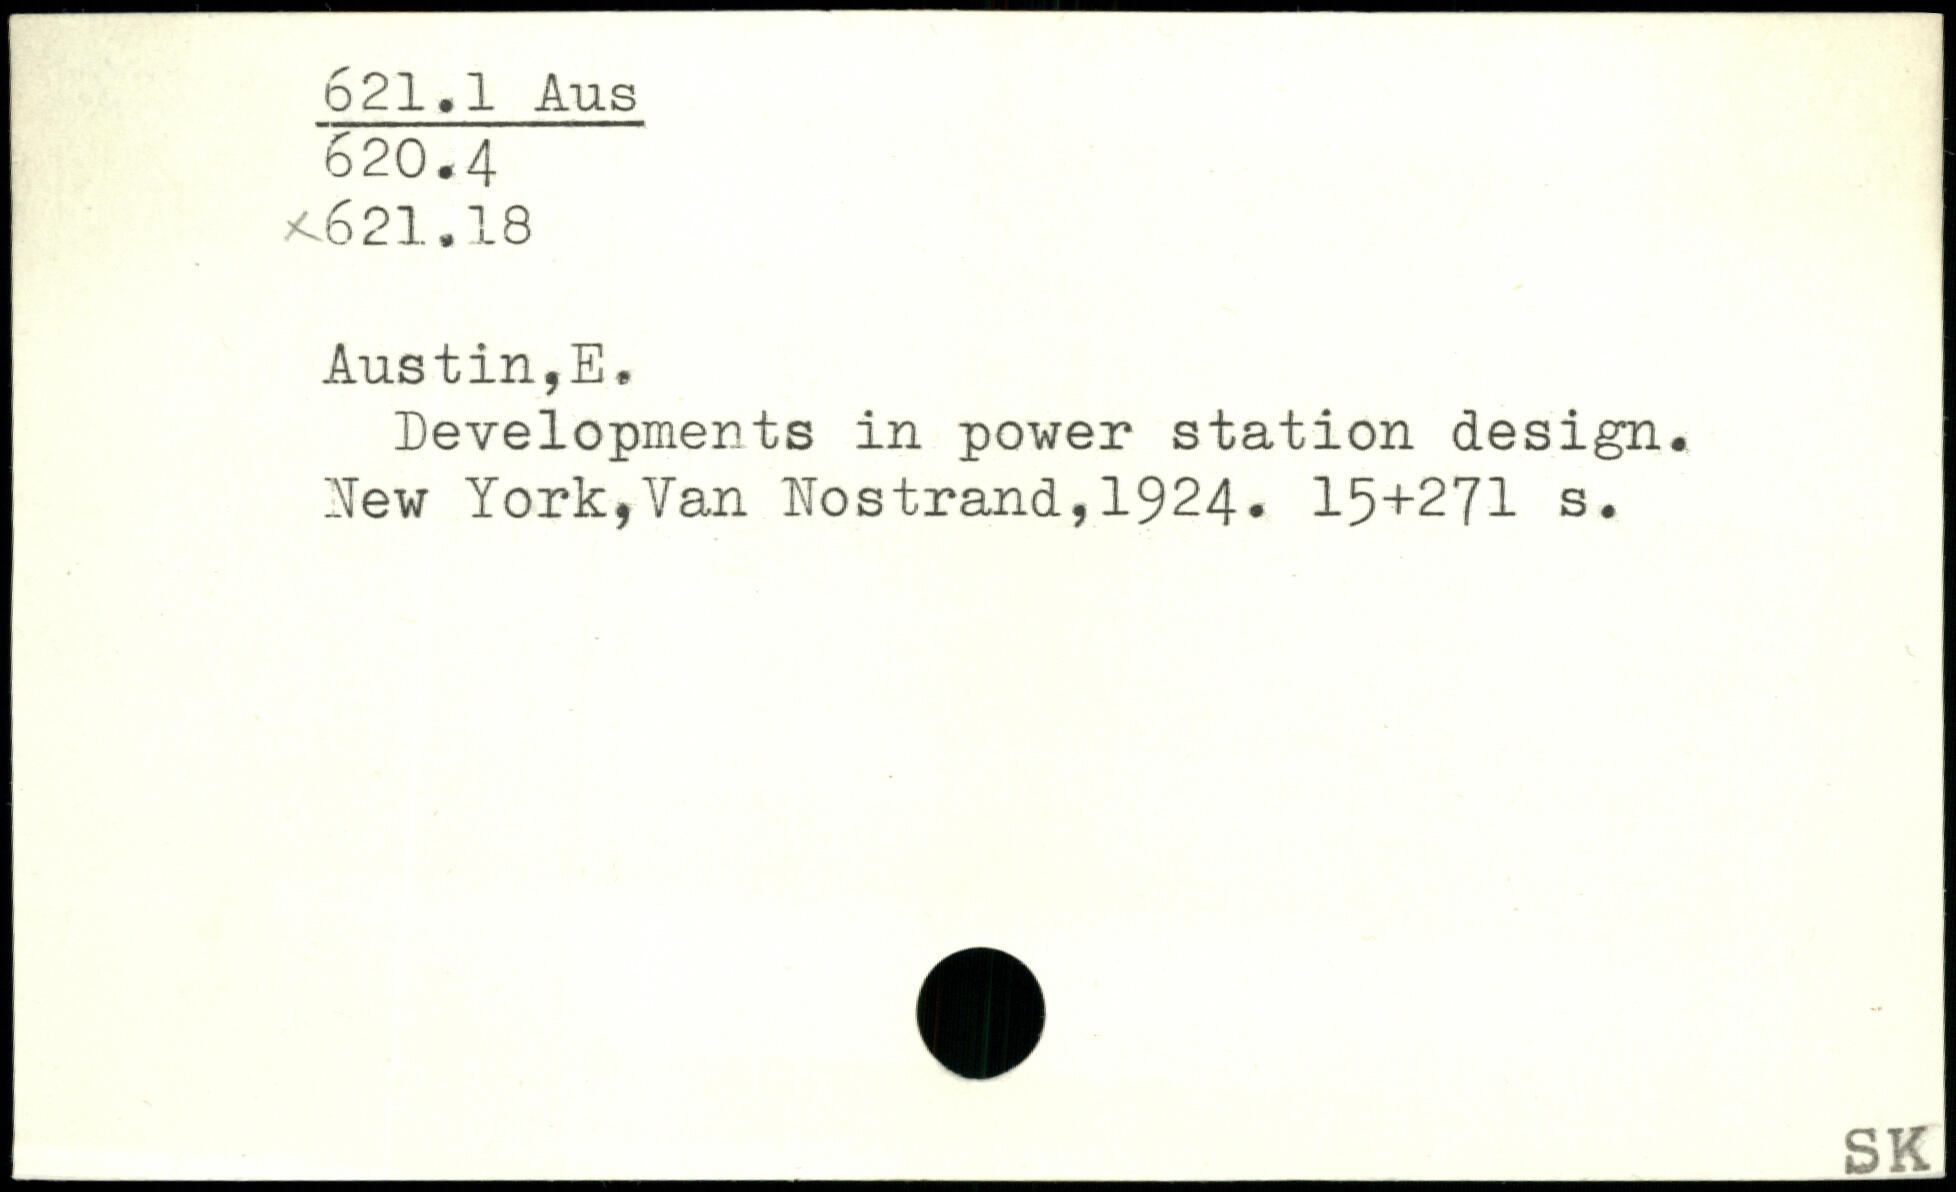 621.1 Aus
620.4
×621.18
Austin,E.
Developments in power station design.
New York,Van Nostrand,1924. 15+271 s.
SK